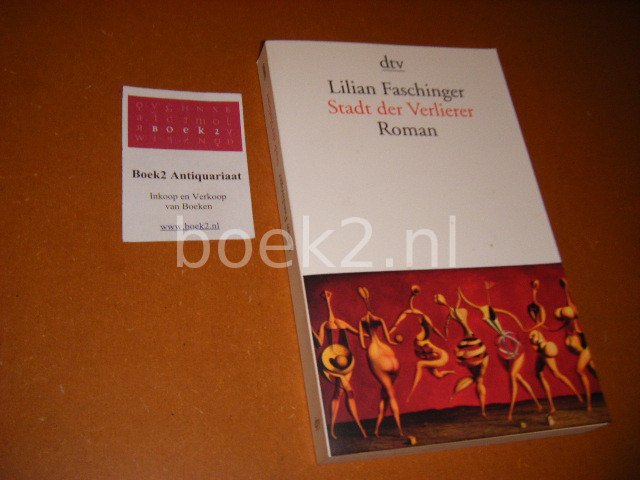 dtv
Lilian Faschinger
Stadt der Verlierer
Roman
BOEK2
Boek2 Antiquariaat
Inkoop en Verkoop
van Boeken
www.boek2.nl
boek2.nl